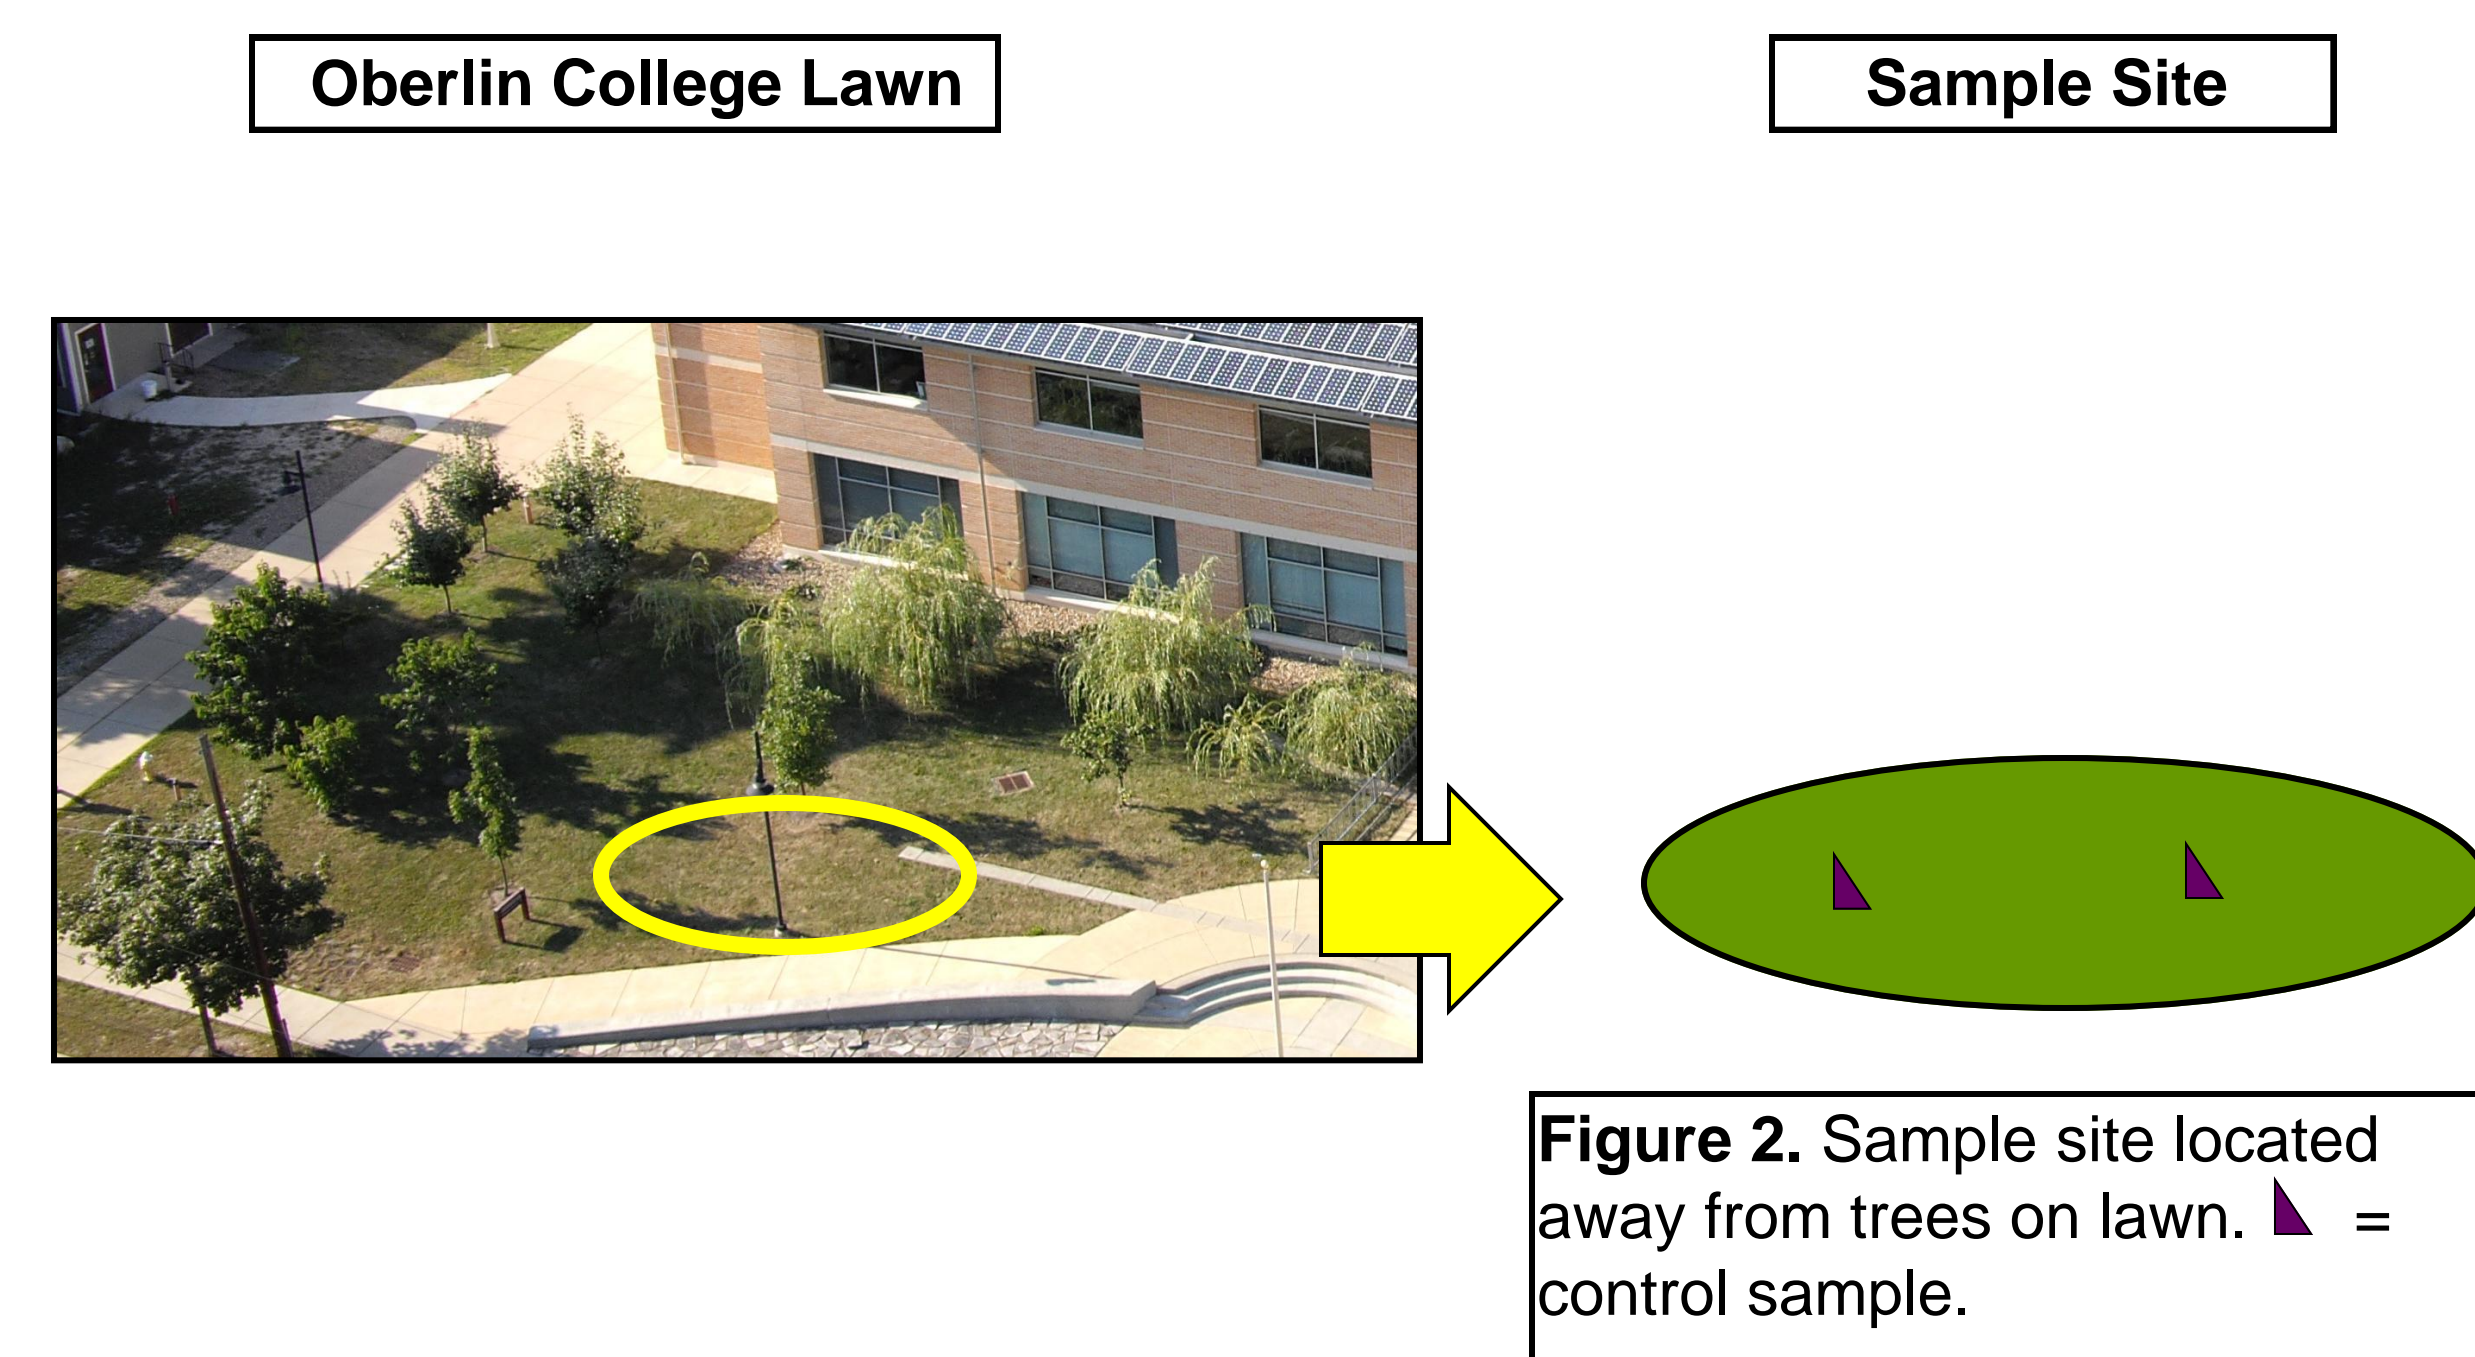 Oberlin College Lawn
Sample Site
Figure 2. Sample site located
away from trees on lawn. =
control sample.